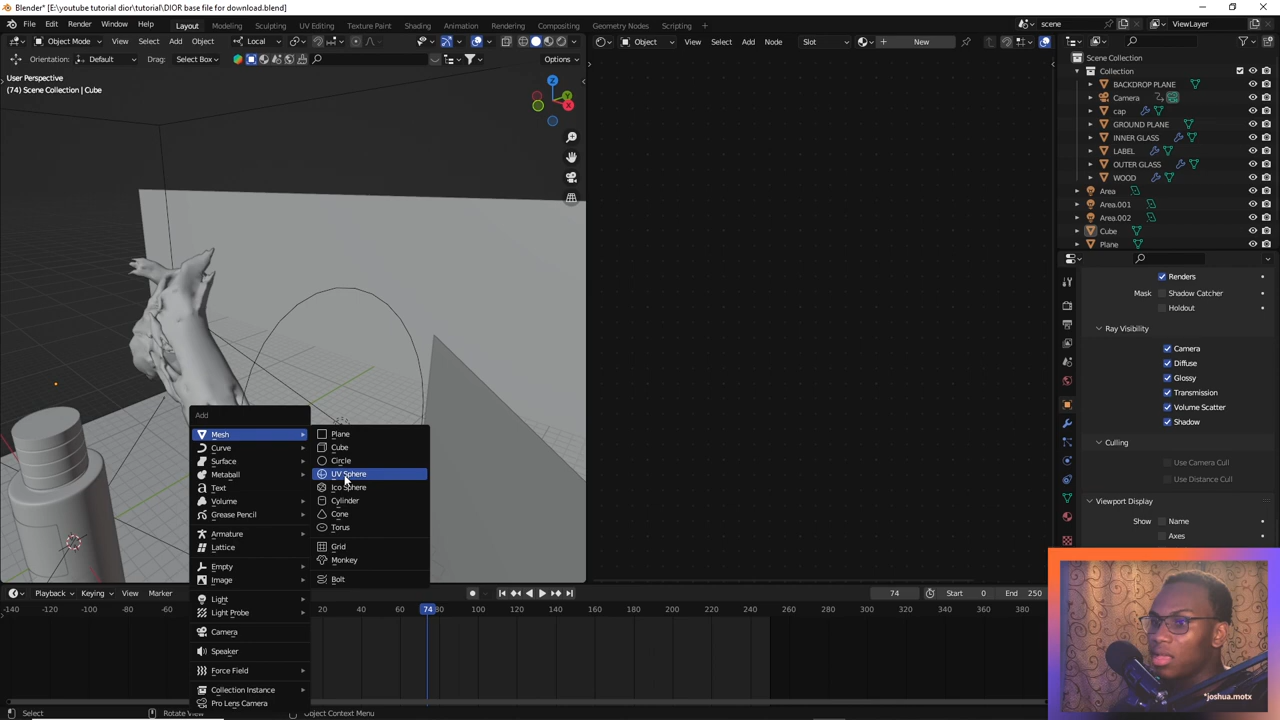 Blender* [E:\youtube tutorial dior\tutorial\DIOR base file for download.blend]
File Edit Render Window Help Layout Modeling Sculpting UV Editing Texture Paint Shading Animation Rendering Compositing Geometry Nodes Scripting scene ViewLayer
Object Mode View Select Add Object Local Object View Select Add Node Slot New
Orientation: Default Drag: Select Box Options
User Perspective
(74) Scene Collection | Cube
Z
Y
X
Scene Collection
Collection
BACKDROP PLANE
Camera
cap
GROUND PLANE
INNER GLASS
LABEL
OUTER GLASS
WOOD
Area
Area.001
Area.002
Cube
Plane
Renders
Mask Shadow Catcher
Holdout
Ray Visibility
Camera
Diffuse
Glossy
Transmission
Volume Scatter
Shadow
Culling
Use Camera Cull
Use Distance Cull
Viewport Display
Show Name
Axes
Add
Mesh
Curve
Surface
Metaball
Text
Volume
Grease Pencil
Armature
Lattice
Empty
Image
Light
Light Probe
Camera
Speaker
Force Field
Collection Instance
Pro Lens Camera
Plane
Cube
Circle
UV Sphere
Ico Sphere
Cylinder
Cone
Torus
Grid
Monkey
Bolt
Playback Keying View Marker 74 Start 0 End 250
-140 -120 -100 -80 -60 20 40 60 74 80 100 120 140 160 180 200 220 240 260 280 300 320 340 360 380
Select Rotate View Object Context Menu
*joshua.motx